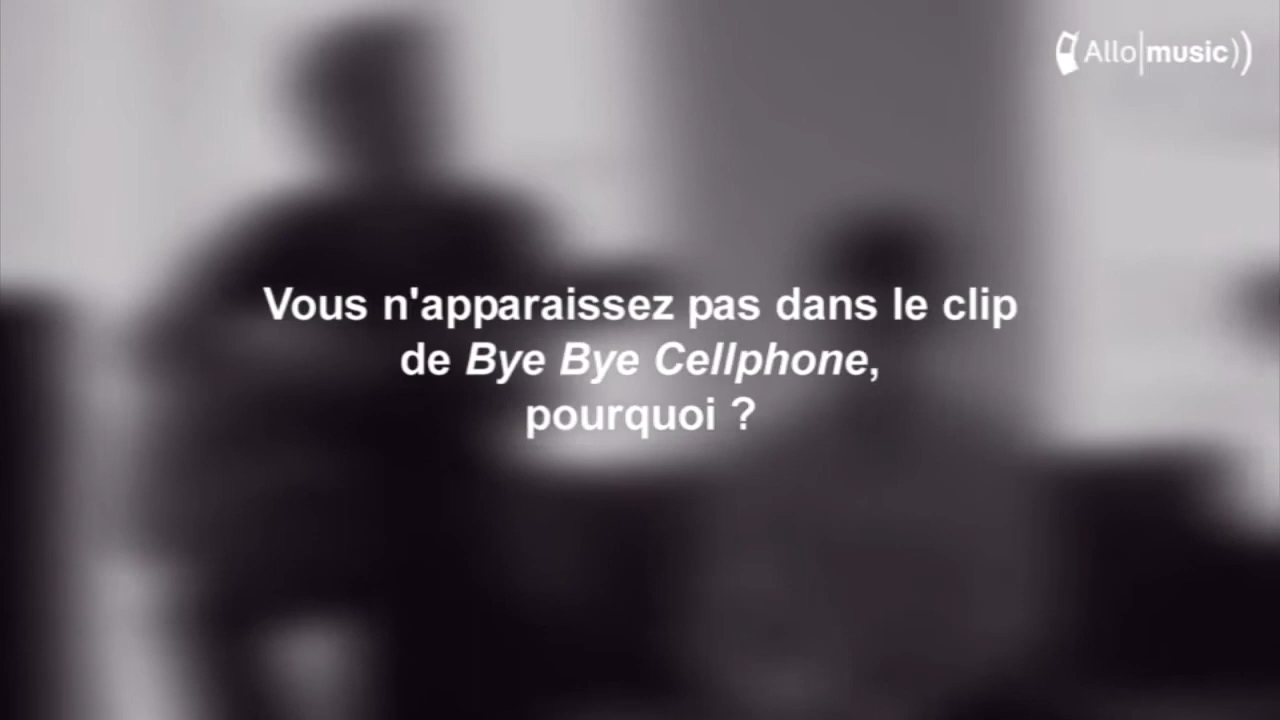 Allo|music
Vous n'apparaissez pas dans le clip
de Bye Bye Cellphone,
pourquoi ?